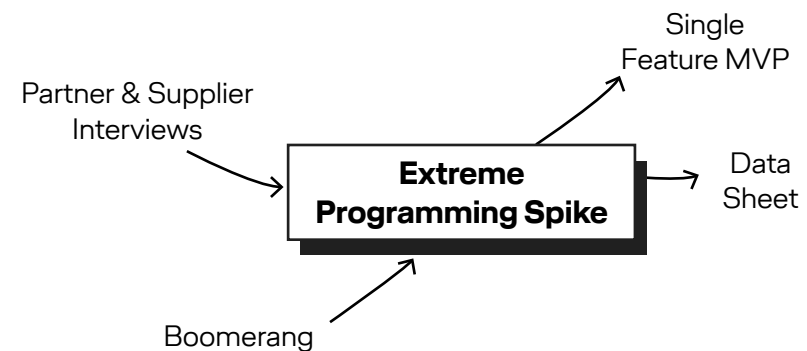 Single
Feature MVP
Partner & Supplier
Interviews
Extreme
Programming Spike
Data
Sheet
Boomerang